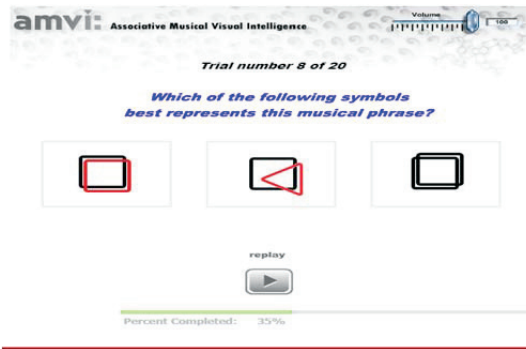 amvi: Associative Musical Visual Intelligence
Volume
100
Trial number 8 of 20
Which of the following symbols
best represents this musical phrase?
replay
Percent Completed: 35%